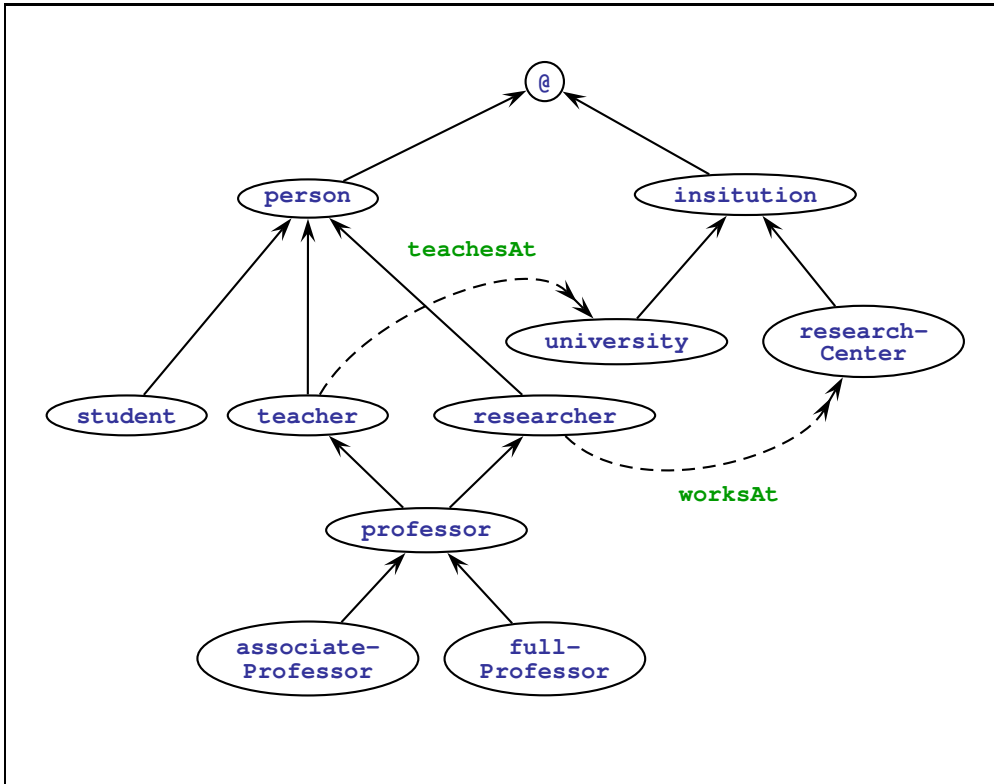 @
person
insitution
teachesAt
university
research-
Center
student
teacher
researcher
worksAt
professor
associate-
Professor
full-
Professor